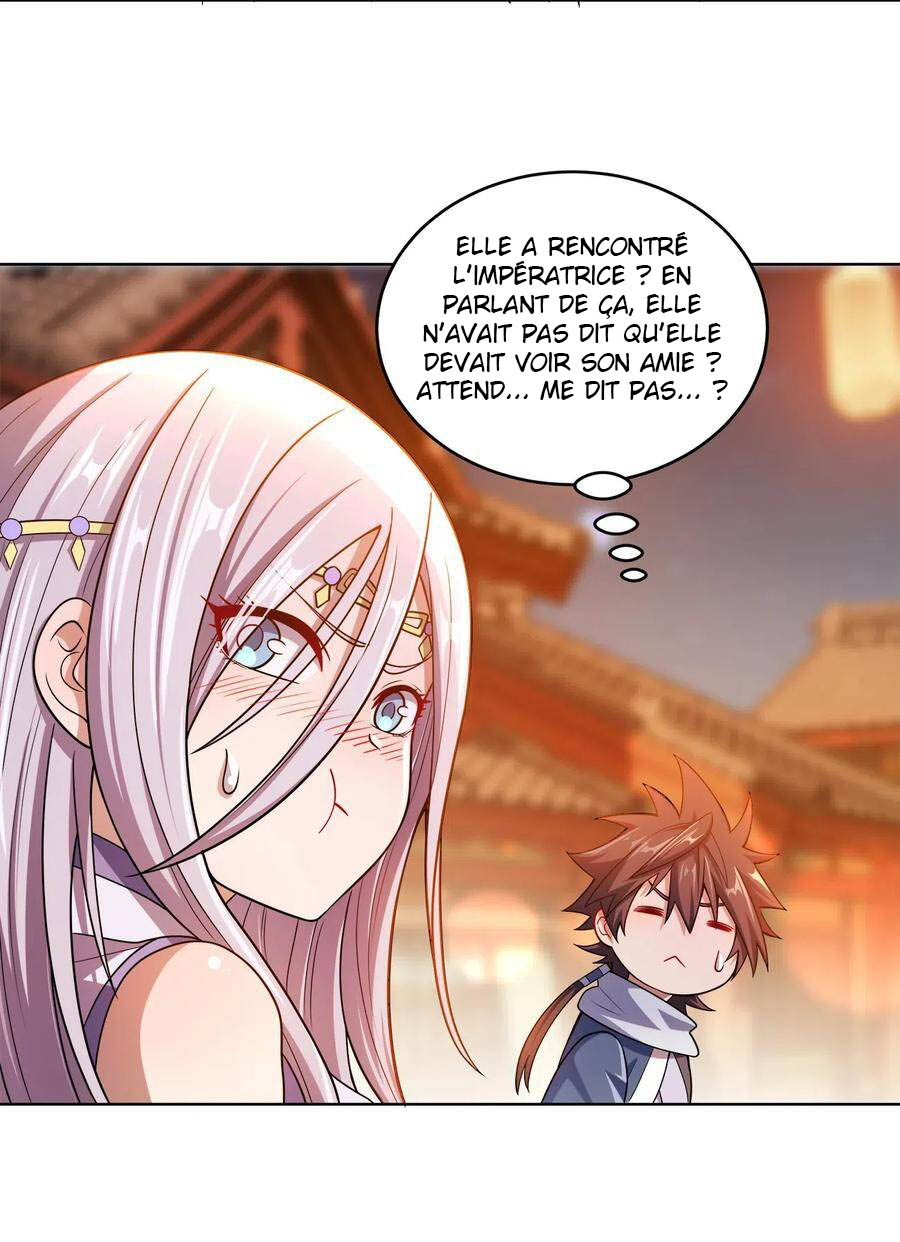 ELLE A RENCONTRÉ
L'IMPÉRATRICE ? EN
PARLANT DE ÇA, ELLE
N'AVAIT PAS DIT QU'ELLE
DEVAIT VOIR SON AMIE ?
ATTEND... ME DIT PAS... ?